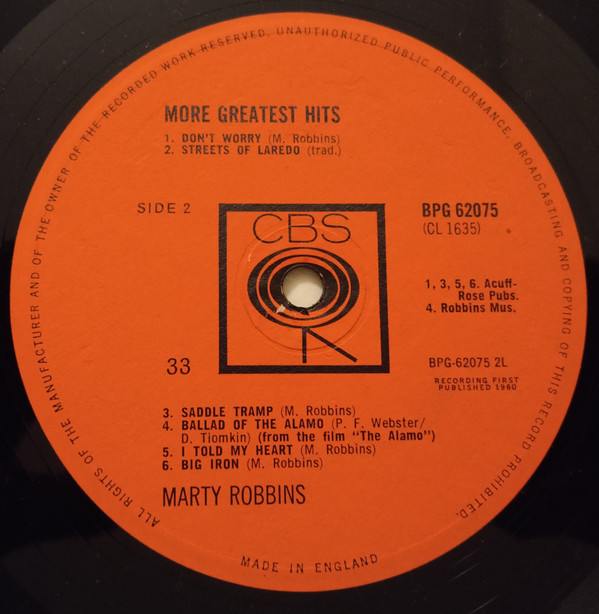 ALL RIGHTS OF THE MANUFACTURER AND OF THE OWNER OF THE RECORDED WORK RESERVED. UNAUTHORIZED PUBLIC PERFORMANCE, BROADCASTING AND COPYING OF THIS RECORD PROHIBITED.
MORE GREATEST HITS
1. DON'T WORRY (M. Robbins)
2. STREETS OF LAREDO (trad.)
SIDE 2
CBS
BPG 62075
(CL 1635)
1, 3, 5, 6. Acuff-
Rose Pubs.
4. Robbins Mus.
33
BPG-62075 2L
RECORDING FIRST
PUBLISHED 1960
3. SADDLE TRAMP (M. Robbins)
4. BALLAD OF THE ALAMO (P. F. Webster/
D. Tiomkin) (from the film "The Alamo")
5. I TOLD MY HEART (M. Robbins)
6. BIG IRON (M. Robbins)
MARTY ROBBINS
MADE IN ENGLAND